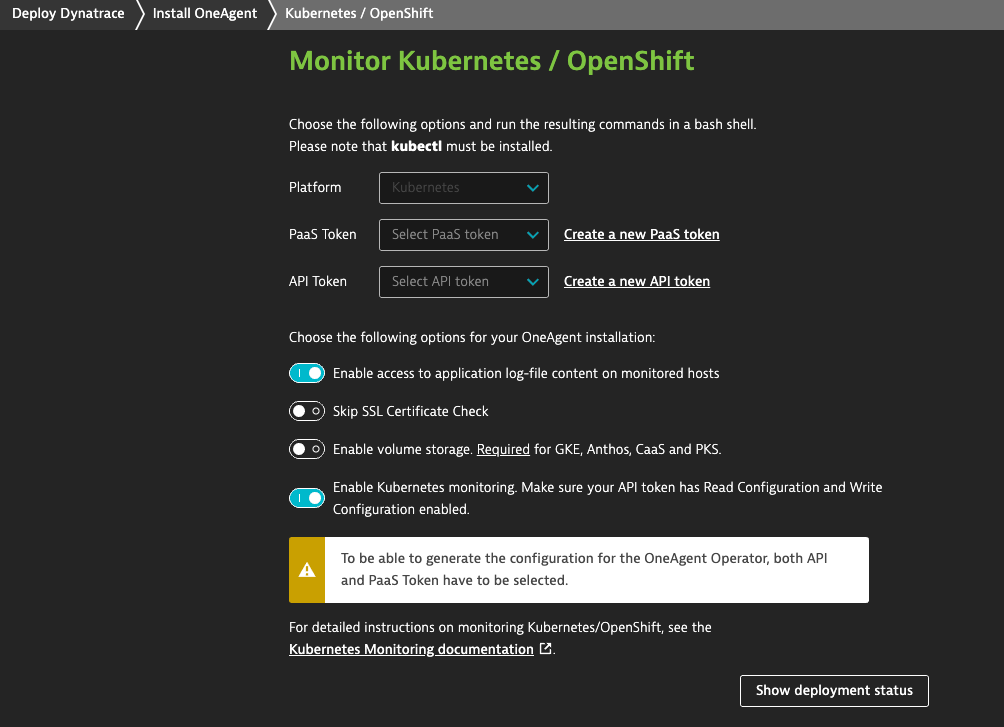 Deploy Dynatrace Install OneAgent Kubernetes / OpenShift
Monitor Kubernetes / OpenShift
Choose the following options and run the resulting commands in a bash shell.
Please note that kubectl must be installed.
Platform Kubernetes
PaaS Token Select PaaS token Create a new PaaS token
API Token Select API token Create a new API token
Choose the following options for your OneAgent installation:
Enable access to application log-file content on monitored hosts
Skip SSL Certificate Check
Enable volume storage. Required for GKE, Anthos, CaaS and PKS.
Enable Kubernetes monitoring. Make sure your API token has Read Configuration and Write
Configuration enabled.
To be able to generate the configuration for the OneAgent Operator, both API
and PaaS Token have to be selected.
For detailed instructions on monitoring Kubernetes/OpenShift, see the
Kubernetes Monitoring documentation.
Show deployment status